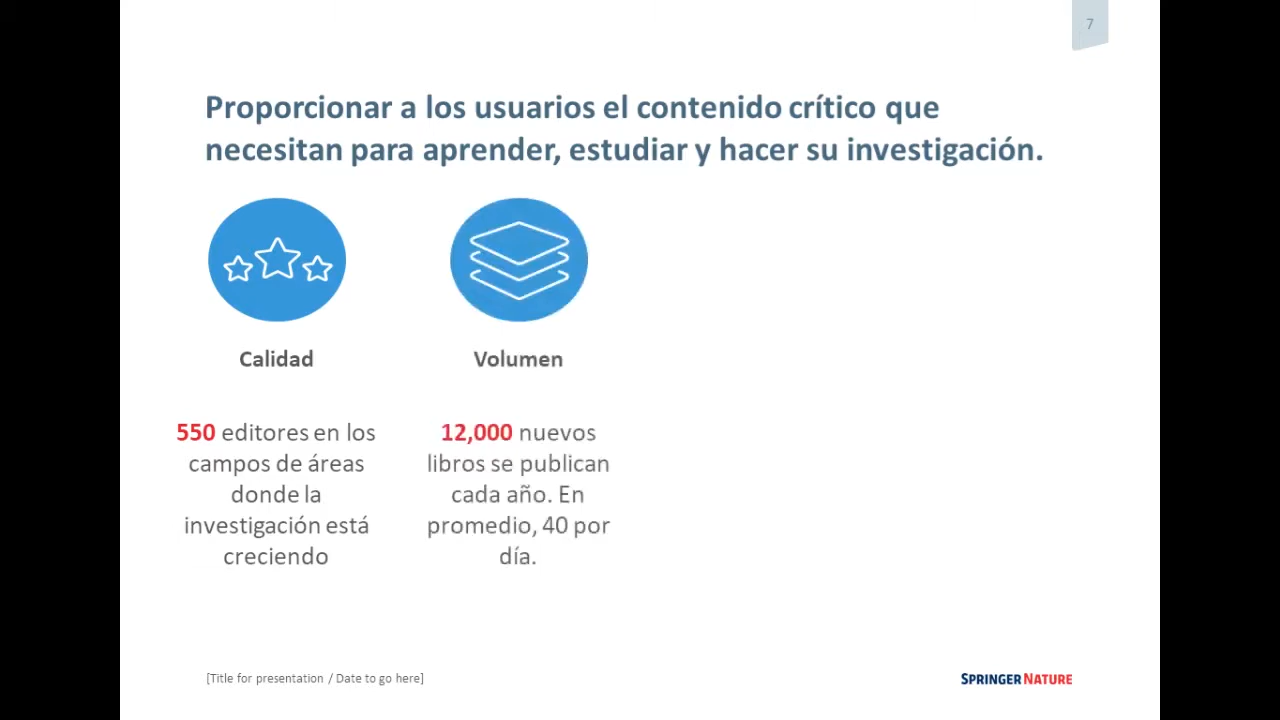 7
Proporcionar a los usuarios el contenido crítico que
necesitan para aprender, estudiar y hacer su investigación.
Calidad
Volumen
550 editores en los
campos de áreas
donde la
investigación está
creciendo
12,000 nuevos
libros se publican
cada año. En
promedio, 40 por
día.
[Title for presentation / Date to go here]
SPRINGER NATURE